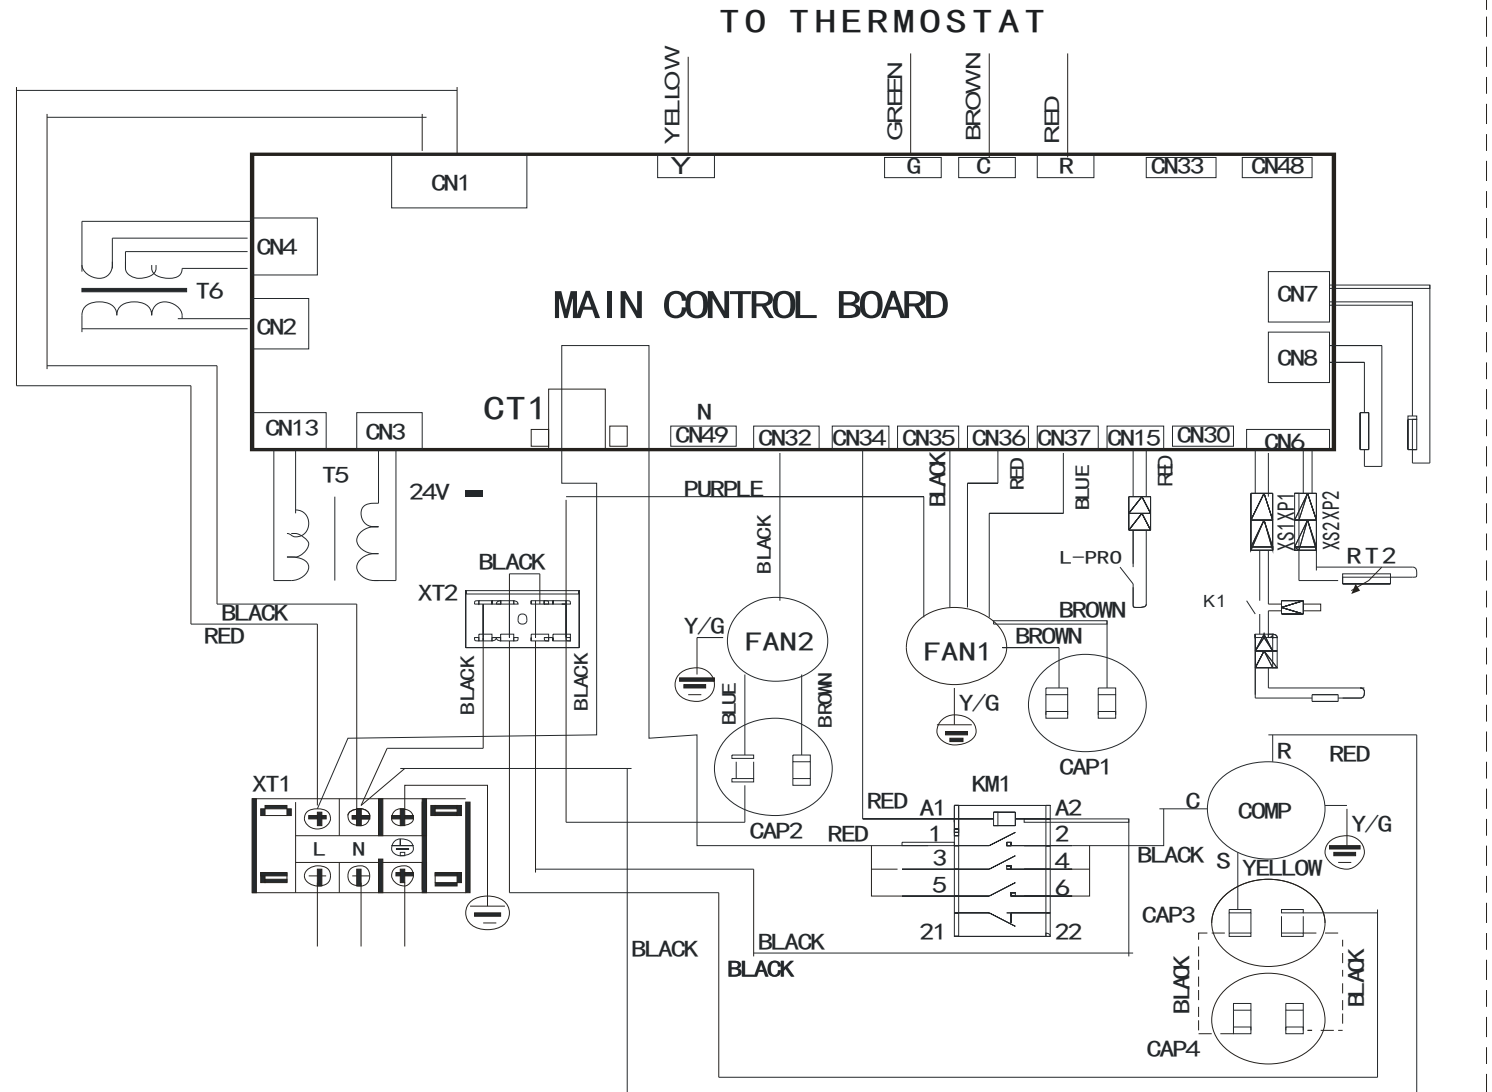 TO THERMOSTAT
YELLOW
GREEN
BROWN
RED
CN1
Y
G
C
R
CN33
CN48
CN4
T6
CN2
MAIN CONTROL BOARD
CN7
CN8
CT1
N
CN13
CN3
CN49
CN32
CN34
CN35
CN36
CN37
CN15
CN30
CN6
T5
24V
PURPLE
BLACK
BLACK
RED
BLUE
RED
XS1XP1
XS2XP2
BLACK
XT2
L-PRO
RT2
K1
BLACK
RED
Y/G
FAN2
FAN1
BROWN
BROWN
BLACK
BLACK
BLUE
BROWN
Y/G
CAP1
XT1
L
N
CAP2
KM1
RED
A1
A2
RED
1
2
3
4
5
6
21
22
R
RED
C
COMP
Y/G
BLACK
S
YELLOW
CAP3
BLACK
BLACK
BLACK
BLACK
BLACK
CAP4